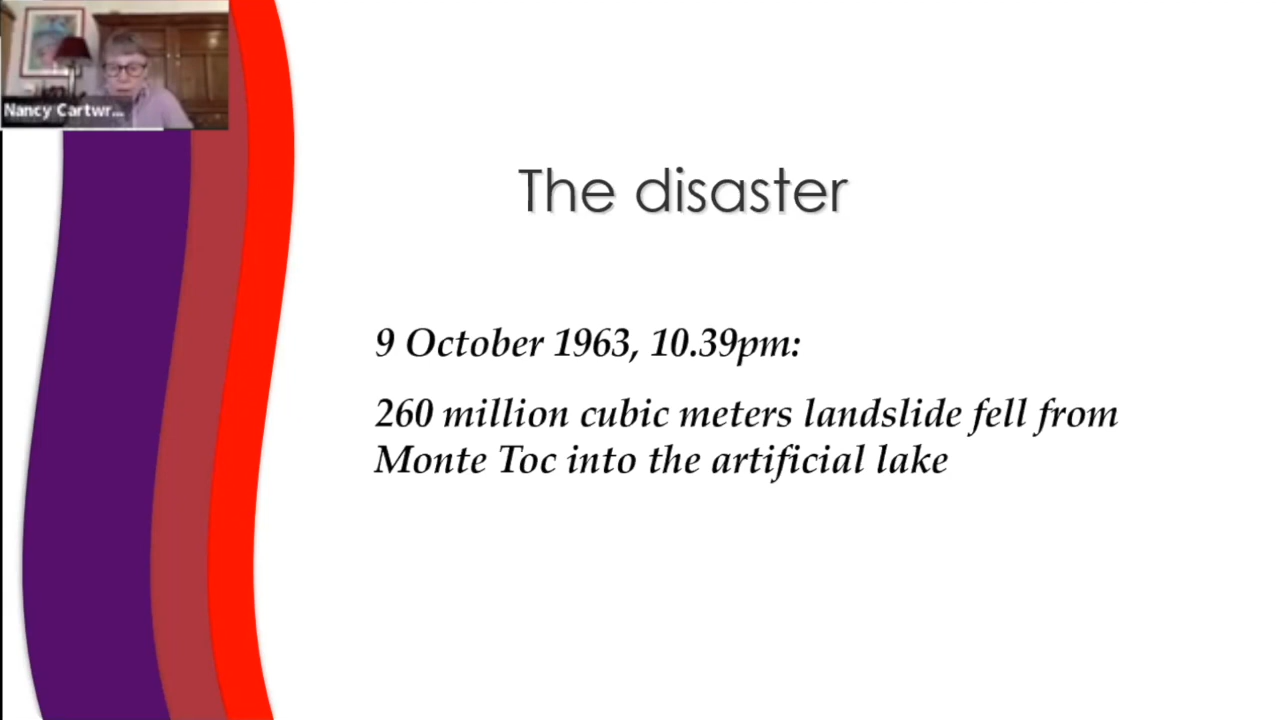 Nancy Cartwr...
The disaster
9 October 1963, 10.39pm:
260 million cubic meters landslide fell from
Monte Toc into the artificial lake